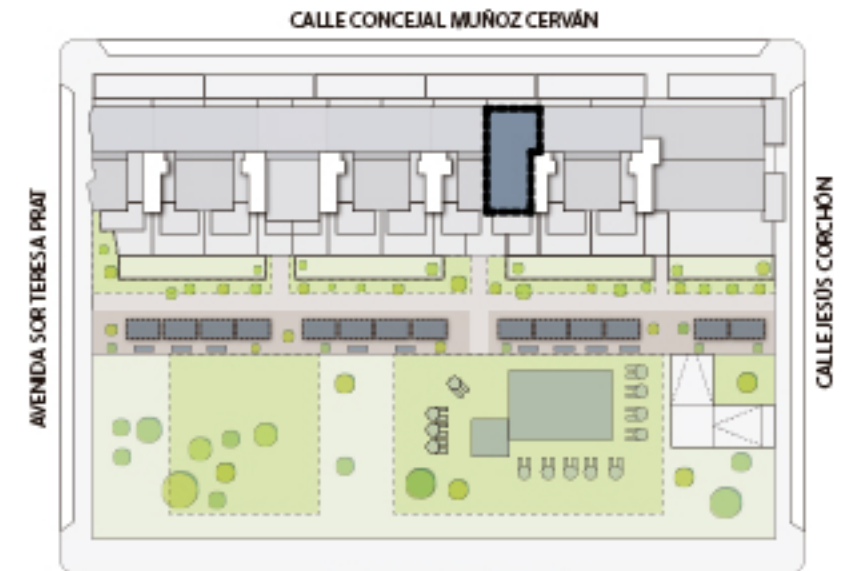 CALLE CONCEJAL MUÑOZ CERVÁN
AVENIDA SOR TERESA PRAT
CALLE JESÚS CORCHÓN